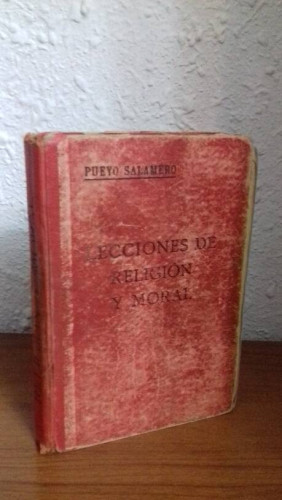 PUEYO SALAMERO
LECCIONES DE
RELIGIÓN
Y MORAL